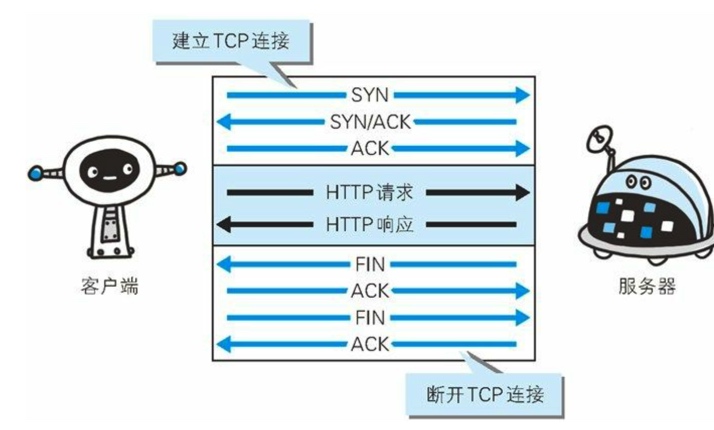 建立TCP连接
SYN
SYN/ACK
ACK
HTTP请求
HTTP响应
客户端
服务器
FIN
ACK
FIN
ACK
断开TCP连接